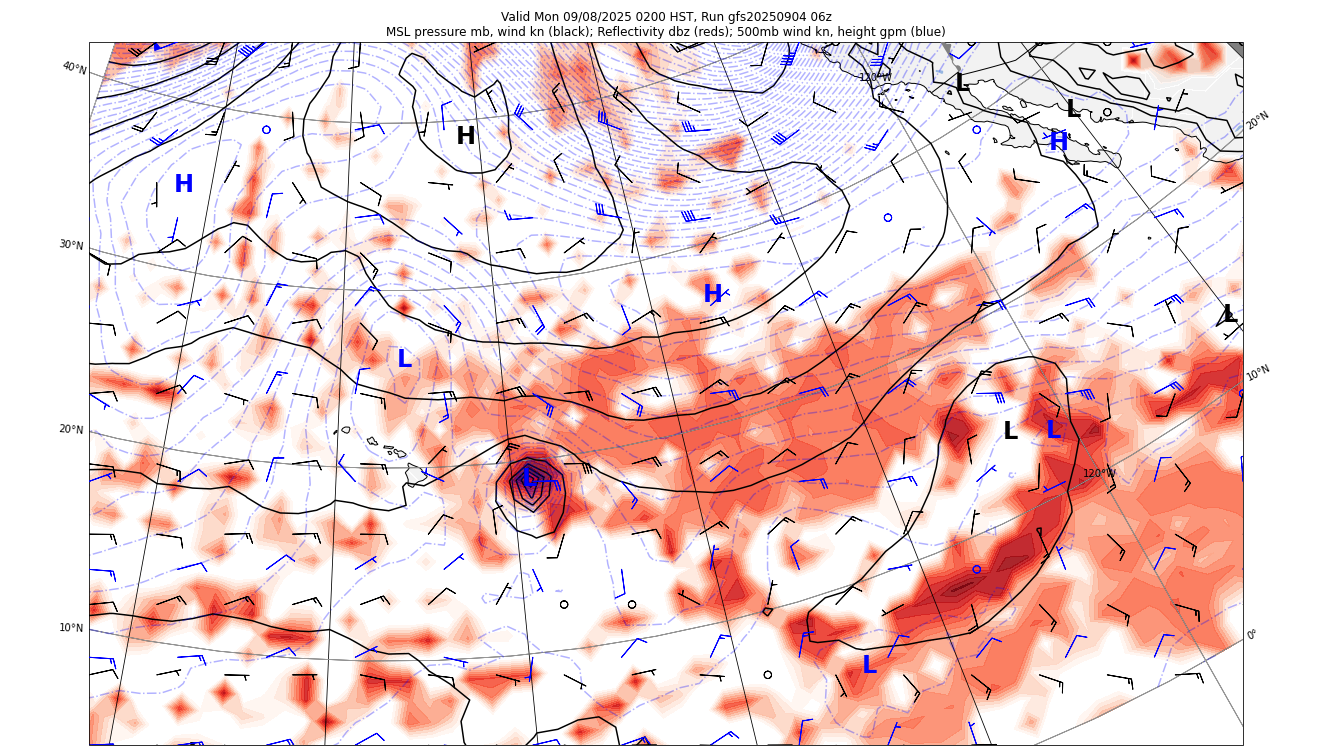 Valid Mon 09/08/2025 0200 HST, Run gfs20250904 06z
MSL pressure mb, wind kn (black); Reflectivity dbz (reds); 500mb wind kn, height gpm (blue)
40°N
120°W
L
L
20°N
H
H
H
30°N
H
L
L
10°N
20°N
L
L
120°W
L
10°N
0°
L